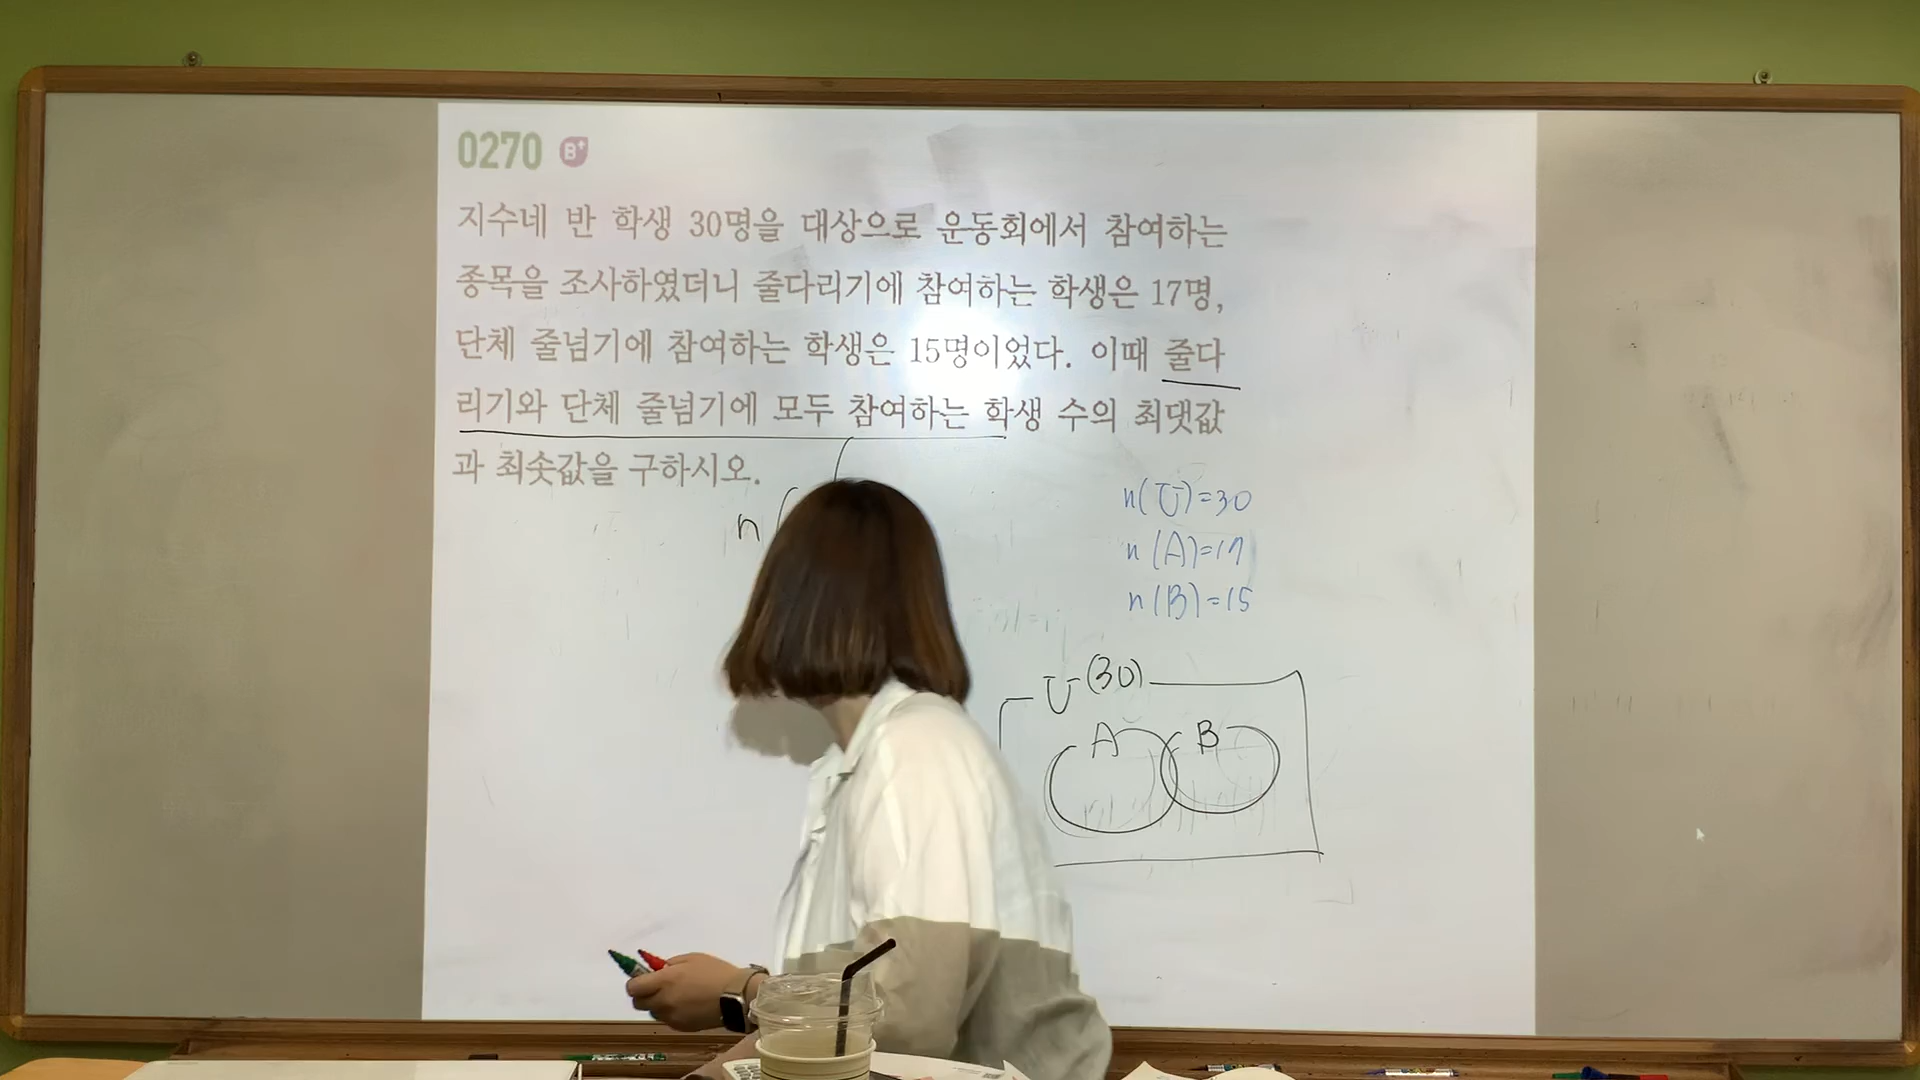 0270 B+
지수네 반 학생 30명을 대상으로 운동회에서 참여하는
종목을 조사하였더니 줄다리기에 참여하는 학생은 17명,
단체 줄넘기에 참여하는 학생은 15명이었다. 이때 줄다
리기와 단체 줄넘기에 모두 참여하는 학생 수의 최댓값
과 최솟값을 구하시오.
n(
n(U)=30
n(A)=17
n(B)=15
U(30)
A B